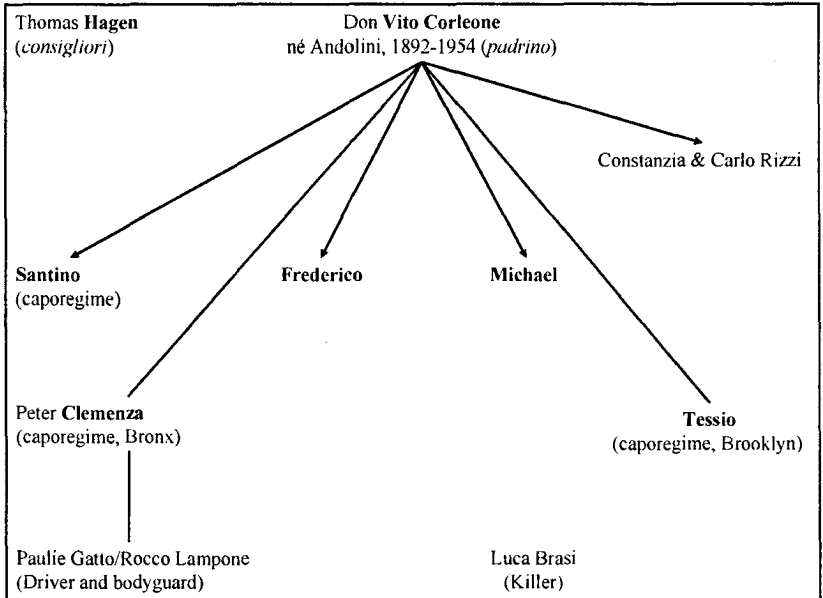 Thomas Hagen
(consigliori)
Don Vito Corleone
né Andolini, 1892-1954 (padrino)
Constanzia & Carlo Rizzi
Santino
(caporegime)
Frederico
Michael
Peter Clemenza
(caporegime, Bronx)
Tessio
(caporegime, Brooklyn)
Paulie Gatto/Rocco Lampone
(Driver and bodyguard)
Luca Brasi
(Killer)